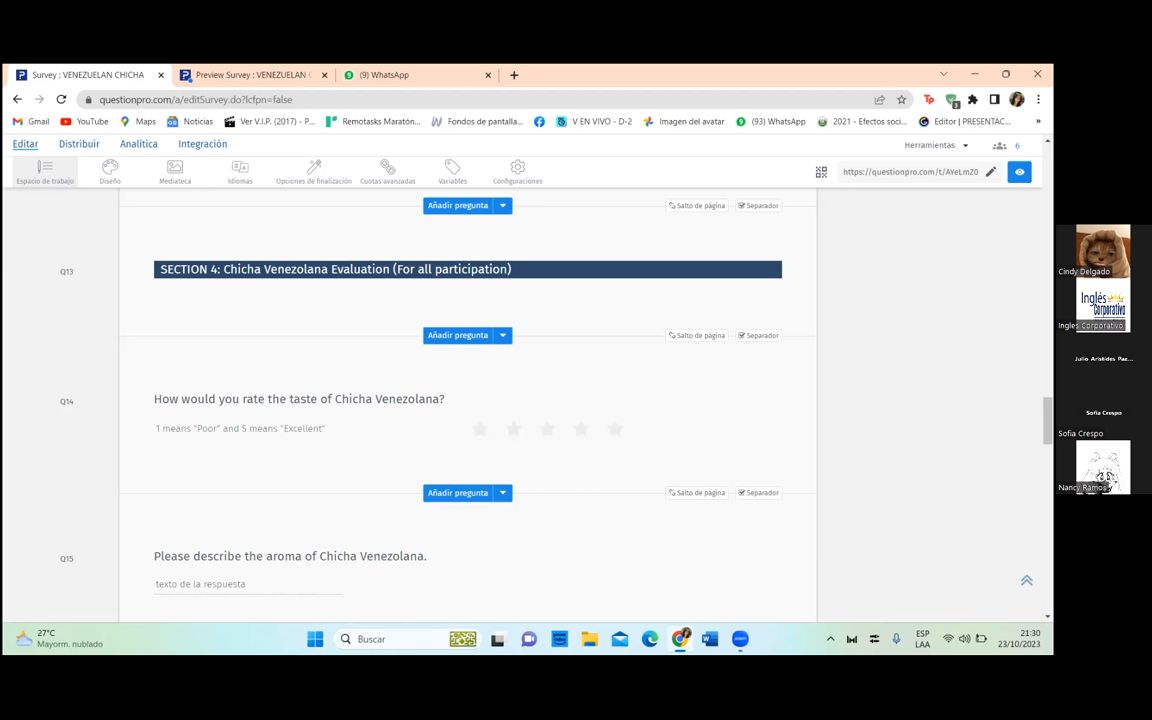 Survey : VENEZUELAN CHICHA
Preview Survey : VENEZUELAN C
(9) WhatsApp
questionpro.com/a/editSurvey.do?lcfpn=false
Gmail
YouTube
Maps
Noticias
Ver V.I.P. (2017) - P...
Remotasks Maratón...
Fondos de pantalla...
V EN VIVO - D-2
Imagen del avatar
(93) WhatsApp
2021 - Efectos soci...
Editor | PRESENTAC...
»
Editar
Distribuir
Analítica
Integración
Herramientas
6
Espacio de trabajo
Diseño
Mediateca
Idiomas
Opciones de finalización
Cuotas avanzadas
Variables
Configuraciones
https://questionpro.com/t/AYeLmZ0
Añadir pregunta
Salto de página
Separador
Q13
SECTION 4: Chicha Venezolana Evaluation (For all participation)
Añadir pregunta
Salto de página
Separador
Q14
How would you rate the taste of Chicha Venezolana?
1 means "Poor" and 5 means "Excellent"
Añadir pregunta
Salto de página
Separador
Q15
Please describe the aroma of Chicha Venezolana.
texto de la respuesta
Cindy Delgado
Inglés
Corporativo
Ingles Corporativo
Julio Aristides Paz...
Sofia Crespo
Sofia Crespo
Nancy Ramos
27°C
Mayorm. nublado
Buscar
ESP
LAA
21:30
23/10/2023